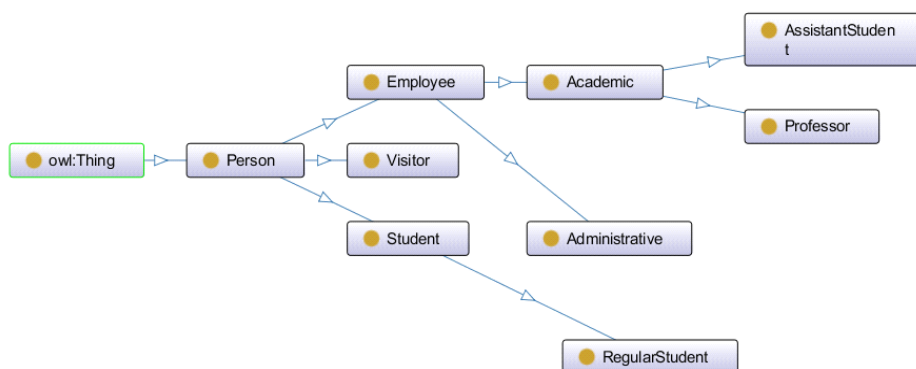 AssistantStuden
t
Employee
Academic
Professor
owl:Thing
Person
Visitor
Student
Administrative
RegularStudent